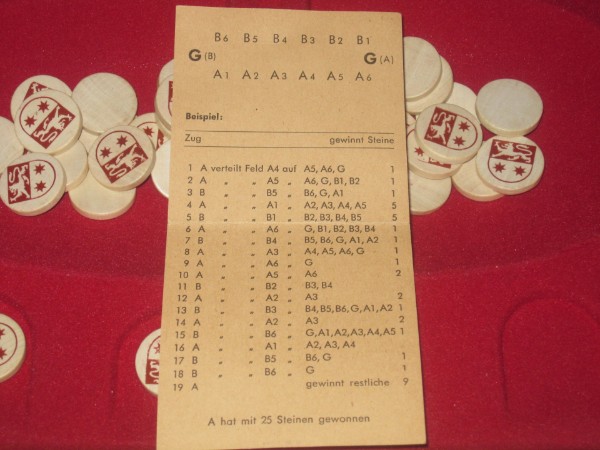 B6 B5 B4 B3 B2 B1
G (B) G (A)
A1 A2 A3 A4 A5 A6
Beispiel:
Zug gewinnt Steine
1 A verteilt Feld A4 auf A5, A6, G 1
2 A „ „ A5 „ A6, G, B1, B2 1
3 B „ „ B5 „ B6, G, A1 1
4 A „ „ A1 „ A2, A3, A4, A5 5
5 B „ „ B1 „ B2, B3, B4, B5 5
6 A „ „ A6 „ G, B1, B2, B3, B4 1
7 B „ „ B4 „ B5, B6, G, A1, A2 1
8 A „ „ A3 „ A4, A5, A6, G 1
9 A „ „ A6 „ G 1
10 A „ „ A5 „ A6 2
11 B „ „ B2 „ B3, B4
12 A „ „ A2 „ A3 2
13 B „ „ B3 „ B4, B5, B6, G, A1, A2 1
14 A „ „ A2 „ A3 2
15 B „ „ B6 „ G, A1, A2, A3, A4, A5 1
16 A „ „ A1 „ A2, A3, A4
17 B „ „ B5 „ B6, G 1
18 B „ „ B6 „ G 1
19 A gewinnt restliche 9
A hat mit 25 Steinen gewonnen